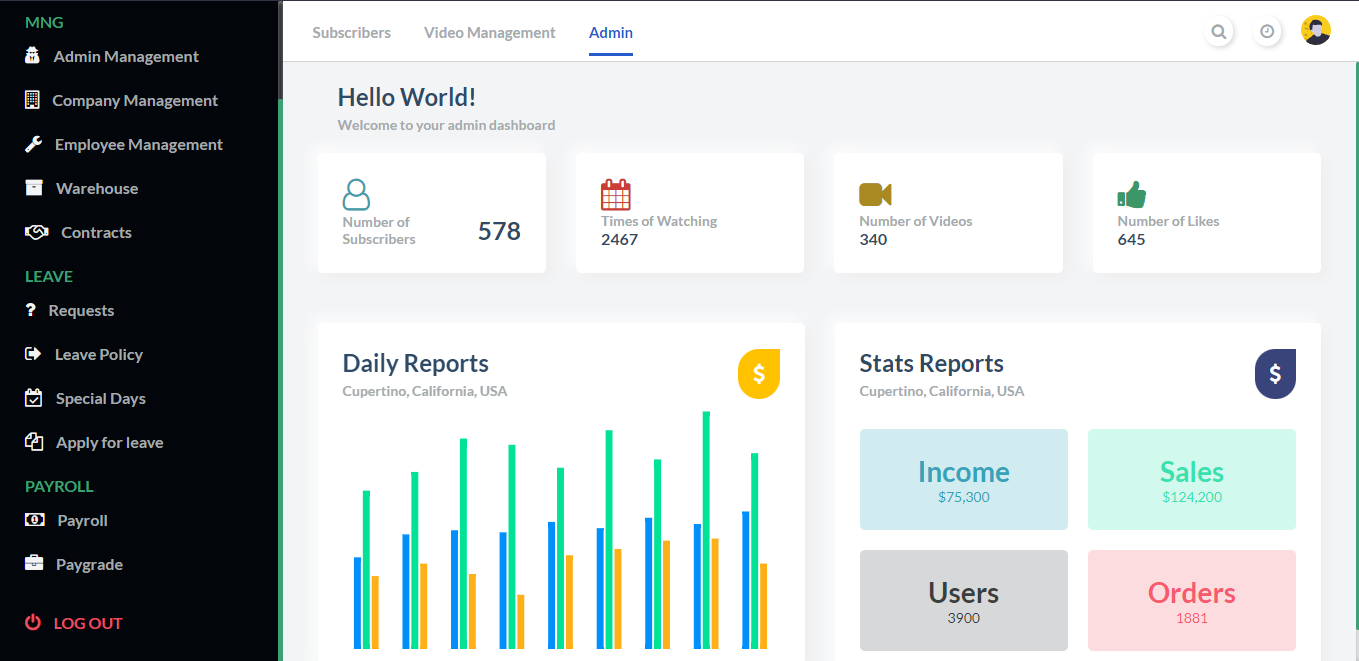 MNG
Admin Management
Company Management
Employee Management
Warehouse
Contracts
LEAVE
? Requests
Leave Policy
Special Days
Apply for leave
PAYROLL
Payroll
Paygrade
LOG OUT
Subscribers Video Management Admin
Hello World!
Welcome to your admin dashboard
Number of
Subscribers
578
Times of Watching
2467
Number of Videos
340
Number of Likes
645
Daily Reports
Cupertino, California, USA
$
Stats Reports
Cupertino, California, USA
$
Income
$75,300
Sales
$124,200
Users
3900
Orders
1881